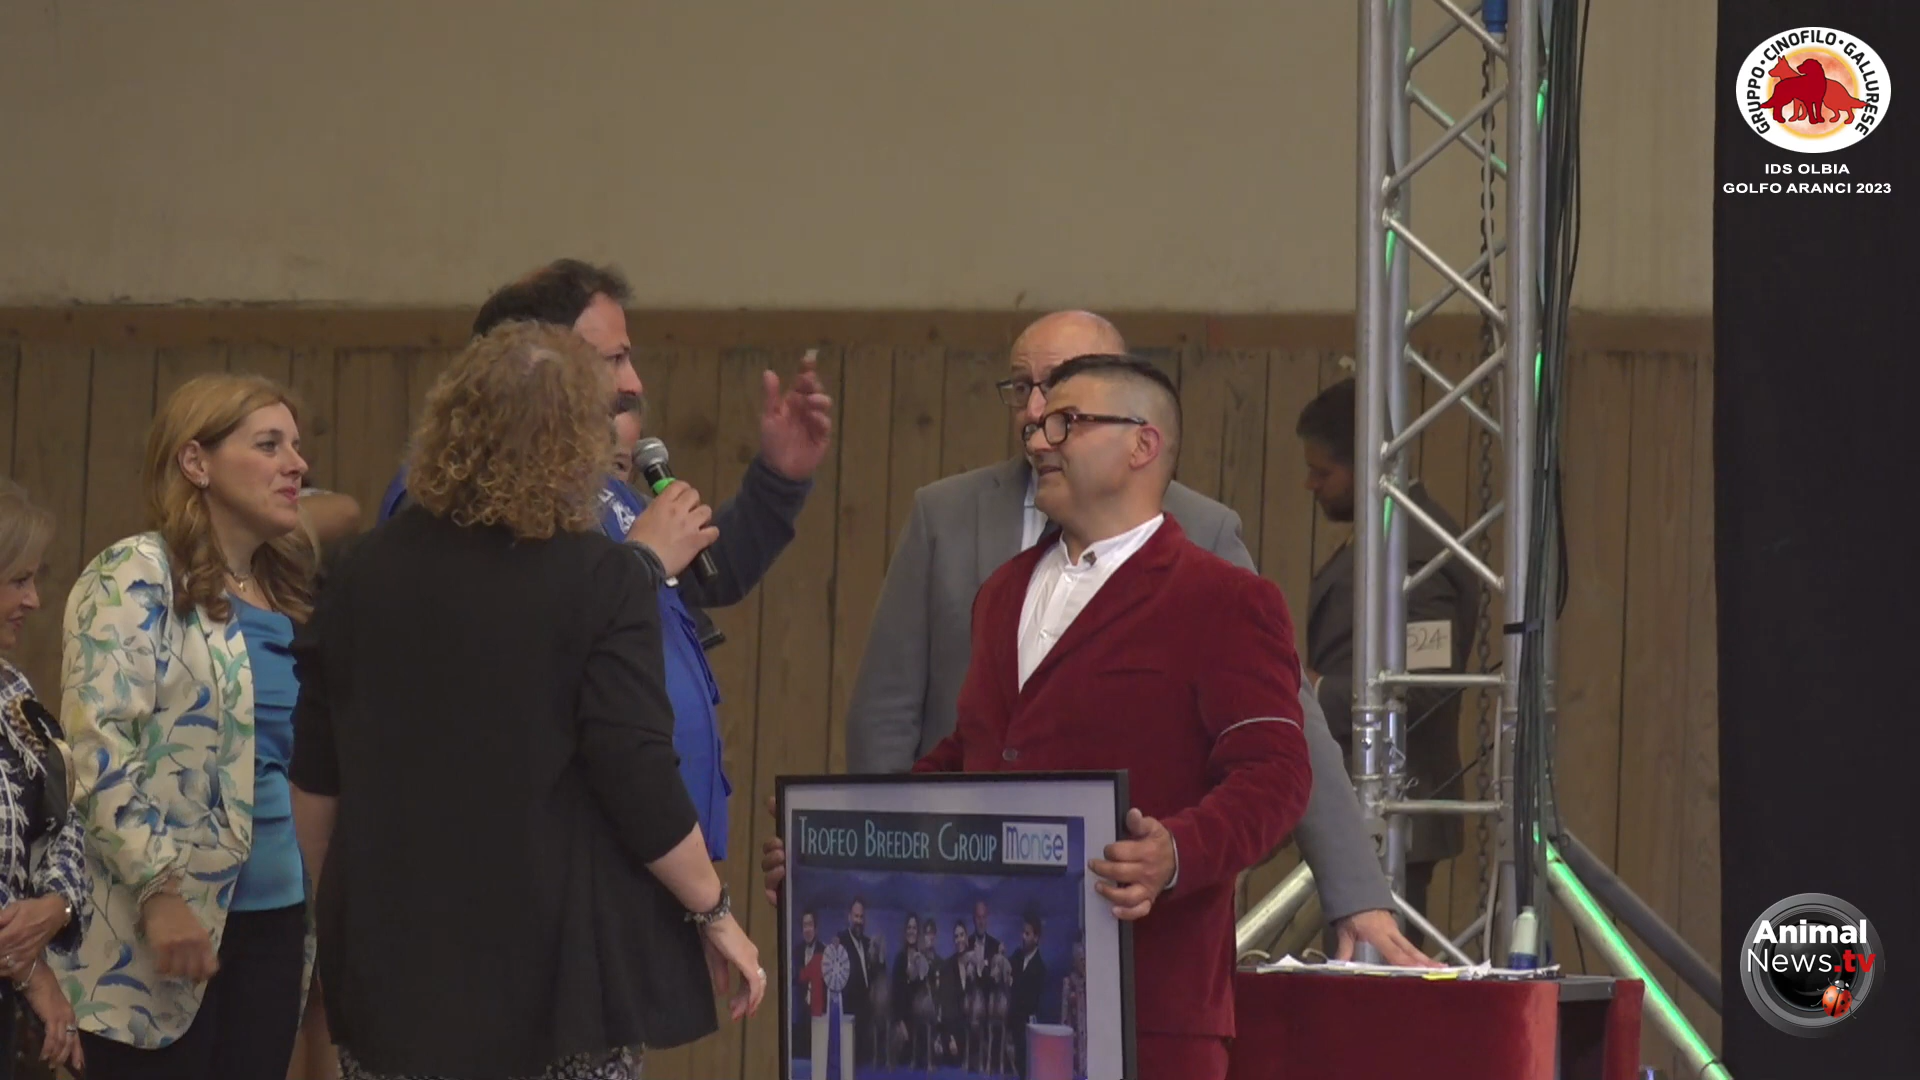 GRUPPO • CINOFILO • GALLURESE
IDS OLBIA
GOLFO ARANCI 2023
524
TROFEO BREEDER GROUP monge
Animal
News.tv